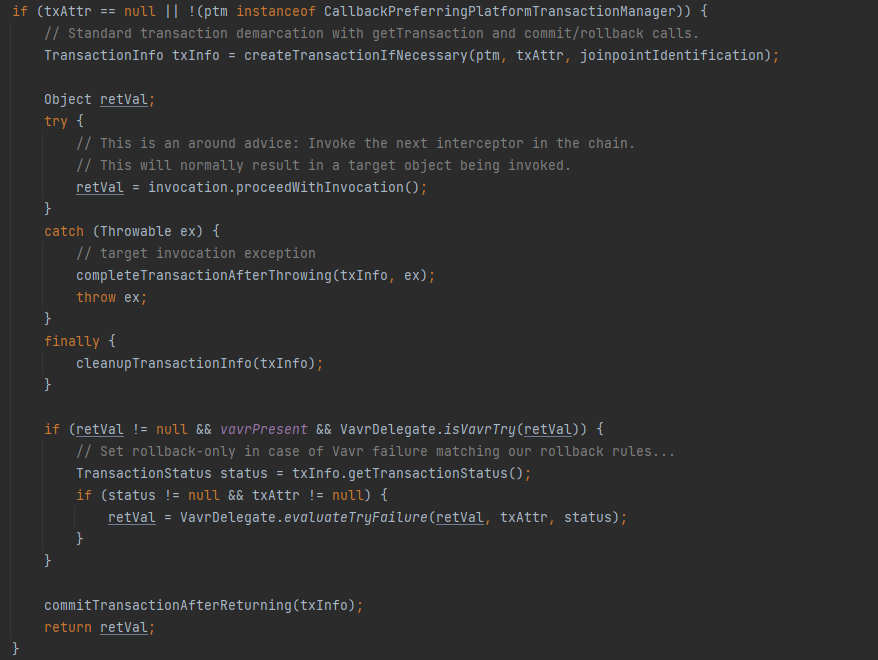 if (txAttr == null || !(ptm instanceof CallbackPreferringPlatformTransactionManager)) {
    // Standard transaction demarcation with getTransaction and commit/rollback calls.
    TransactionInfo txInfo = createTransactionIfNecessary(ptm, txAttr, joinpointIdentification);

    Object retVal;
    try {
        // This is an around advice: Invoke the next interceptor in the chain.
        // This will normally result in a target object being invoked.
        retVal = invocation.proceedWithInvocation();
    }
    catch (Throwable ex) {
        // target invocation exception
        completeTransactionAfterThrowing(txInfo, ex);
        throw ex;
    }
    finally {
        cleanupTransactionInfo(txInfo);
    }

    if (retVal != null && vavrPresent && VavrDelegate.isVavrTry(retVal)) {
        // Set rollback-only in case of Vavr failure matching our rollback rules...
        TransactionStatus status = txInfo.getTransactionStatus();
        if (status != null && txAttr != null) {
            retVal = VavrDelegate.evaluateTryFailure(retVal, txAttr, status);
        }
    }

    commitTransactionAfterReturning(txInfo);
    return retVal;
}